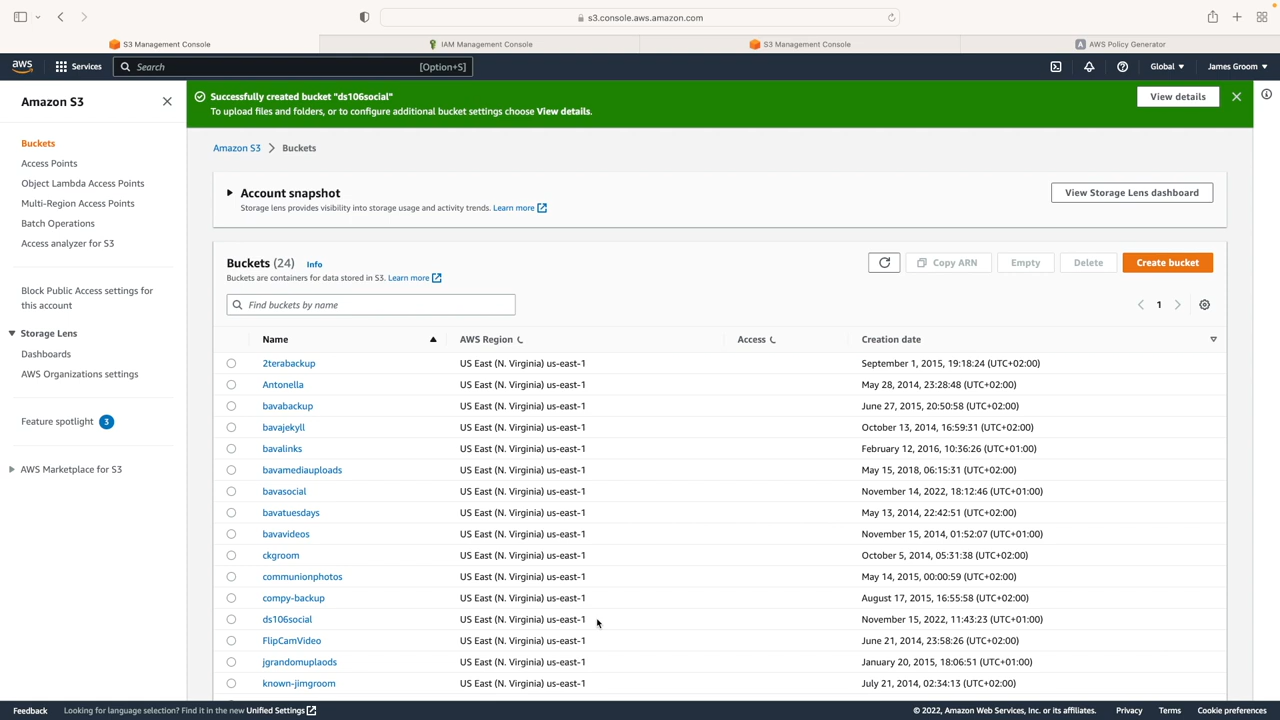 s3.console.aws.amazon.com
S3 Management Console
IAM Management Console
S3 Management Console
AWS Policy Generator
aws
Services
Search
[Option+S]
Global
James Groom
Amazon S3
Buckets
Access Points
Object Lambda Access Points
Multi-Region Access Points
Batch Operations
Access analyzer for S3
Block Public Access settings for
this account
Storage Lens
Dashboards
AWS Organizations settings
Feature spotlight 3
AWS Marketplace for S3
Successfully created bucket "ds106social"
To upload files and folders, or to configure additional bucket settings choose View details.
View details
Amazon S3 > Buckets
Account snapshot
Storage lens provides visibility into storage usage and activity trends. Learn more
View Storage Lens dashboard
Buckets (24) Info
Buckets are containers for data stored in S3. Learn more
Copy ARN
Empty
Delete
Create bucket
Find buckets by name
1
Name AWS Region Access Creation date
2terabackup US East (N. Virginia) us-east-1 September 1, 2015, 19:18:24 (UTC+02:00)
Antonella US East (N. Virginia) us-east-1 May 28, 2014, 23:28:48 (UTC+02:00)
bavabackup US East (N. Virginia) us-east-1 June 27, 2015, 20:50:58 (UTC+02:00)
bavajekyll US East (N. Virginia) us-east-1 October 13, 2014, 16:59:31 (UTC+02:00)
bavalinks US East (N. Virginia) us-east-1 February 12, 2016, 10:36:26 (UTC+01:00)
bavamediauploads US East (N. Virginia) us-east-1 May 15, 2018, 06:15:31 (UTC+02:00)
bavasocial US East (N. Virginia) us-east-1 November 14, 2022, 18:12:46 (UTC+01:00)
bavatuesdays US East (N. Virginia) us-east-1 May 13, 2014, 22:42:51 (UTC+02:00)
bavavideos US East (N. Virginia) us-east-1 November 15, 2014, 01:52:07 (UTC+01:00)
ckgroom US East (N. Virginia) us-east-1 October 5, 2014, 05:31:38 (UTC+02:00)
communionphotos US East (N. Virginia) us-east-1 May 14, 2015, 00:00:59 (UTC+02:00)
compy-backup US East (N. Virginia) us-east-1 August 17, 2015, 16:55:58 (UTC+02:00)
ds106social US East (N. Virginia) us-east-1 November 15, 2022, 11:43:23 (UTC+01:00)
FlipCamVideo US East (N. Virginia) us-east-1 June 21, 2014, 23:58:26 (UTC+02:00)
jgrandomuplaods US East (N. Virginia) us-east-1 January 20, 2015, 18:06:51 (UTC+01:00)
known-jimgroom US East (N. Virginia) us-east-1 July 21, 2014, 02:34:13 (UTC+02:00)
Feedback
Looking for language selection? Find it in the new Unified Settings
© 2022, Amazon Web Services, Inc. or its affiliates.
Privacy
Terms
Cookie preferences